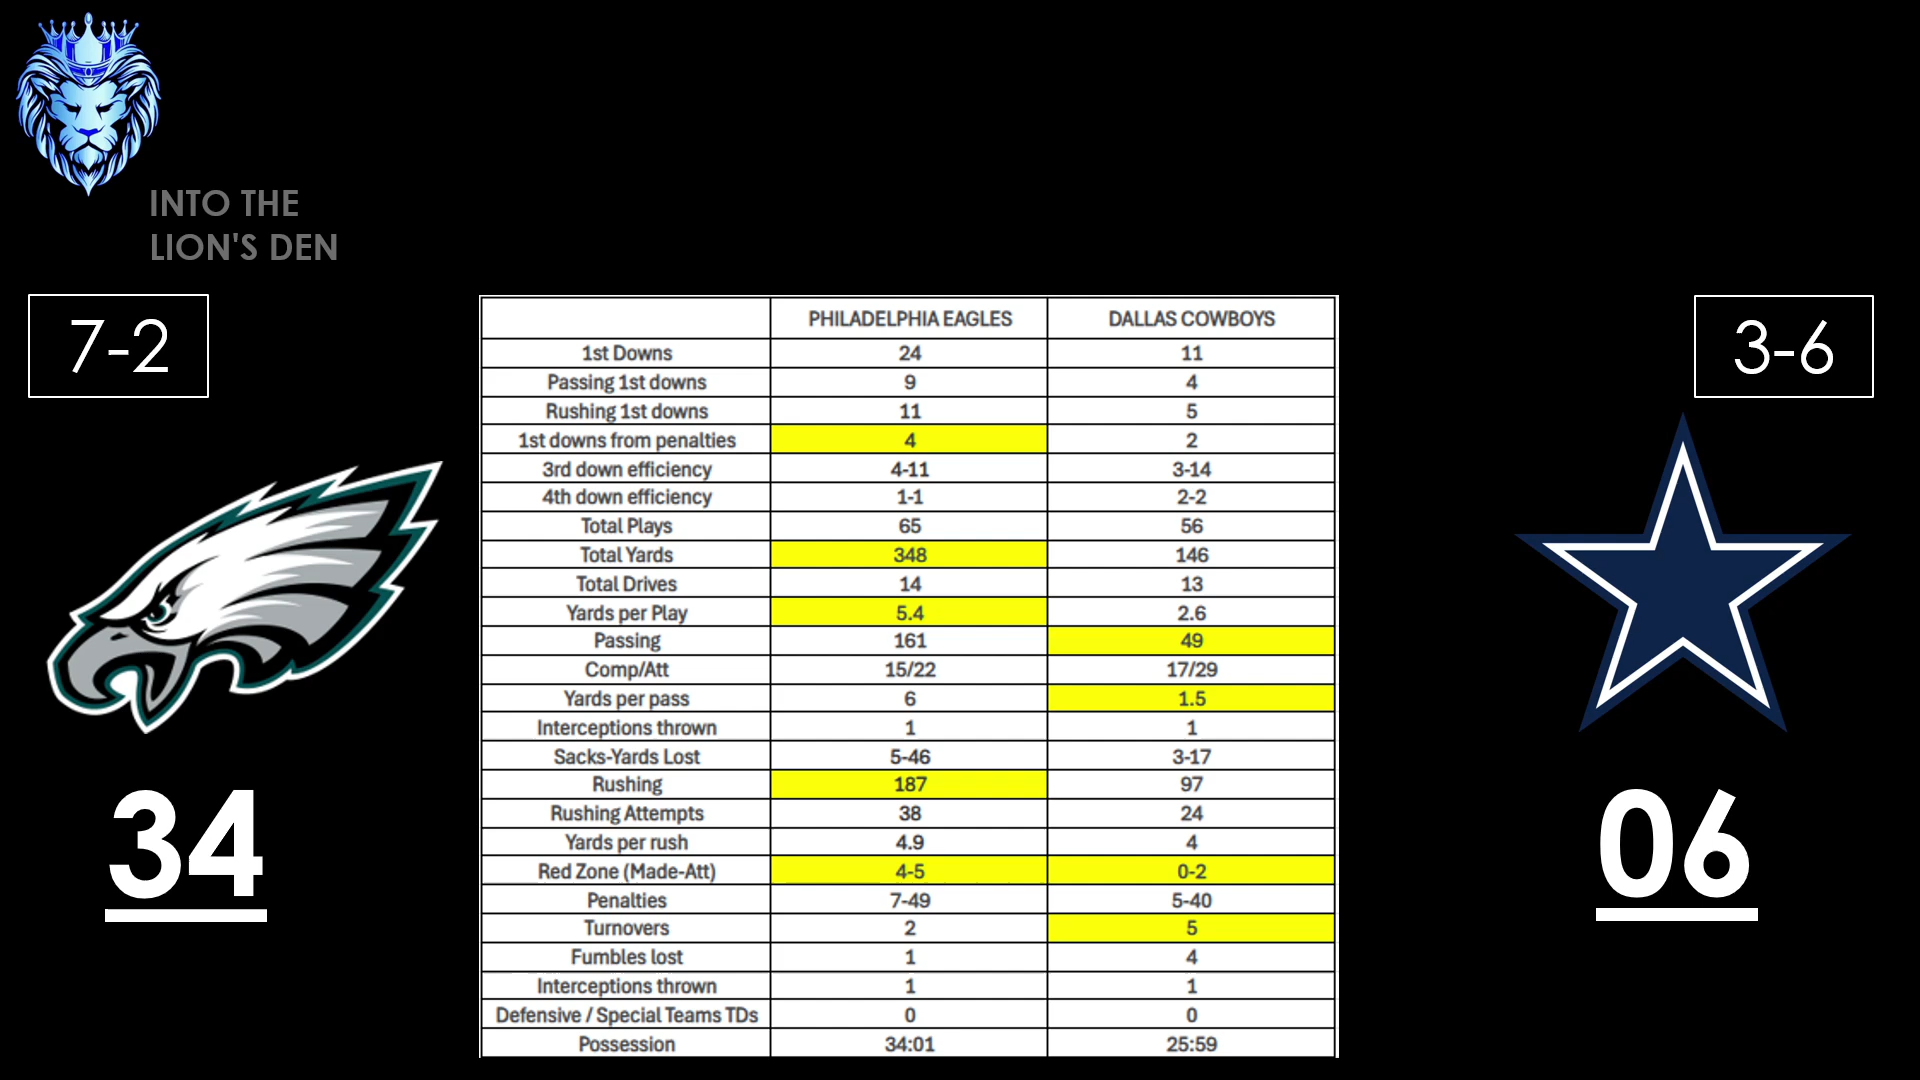 INTO THE
LION'S DEN
7-2
3-6
PHILADELPHIA EAGLES DALLAS COWBOYS
1st Downs 24 11
Passing 1st downs 9 4
Rushing 1st downs 11 5
1st downs from penalties 4 2
3rd down efficiency 4-11 3-14
4th down efficiency 1-1 2-2
Total Plays 65 56
Total Yards 348 146
Total Drives 14 13
Yards per Play 5.4 2.6
Passing 161 49
Comp/Att 15/22 17/29
Yards per pass 6 1.5
Interceptions thrown 1 1
Sacks-Yards Lost 5-46 3-17
Rushing 187 97
Rushing Attempts 38 24
Yards per rush 4.9 4
Red Zone (Made-Att) 4-5 0-2
Penalties 7-49 5-40
Turnovers 2 5
Fumbles lost 1 4
Interceptions thrown 1 1
Defensive / Special Teams TDs 0 0
Possession 34:01 25:59
34
06